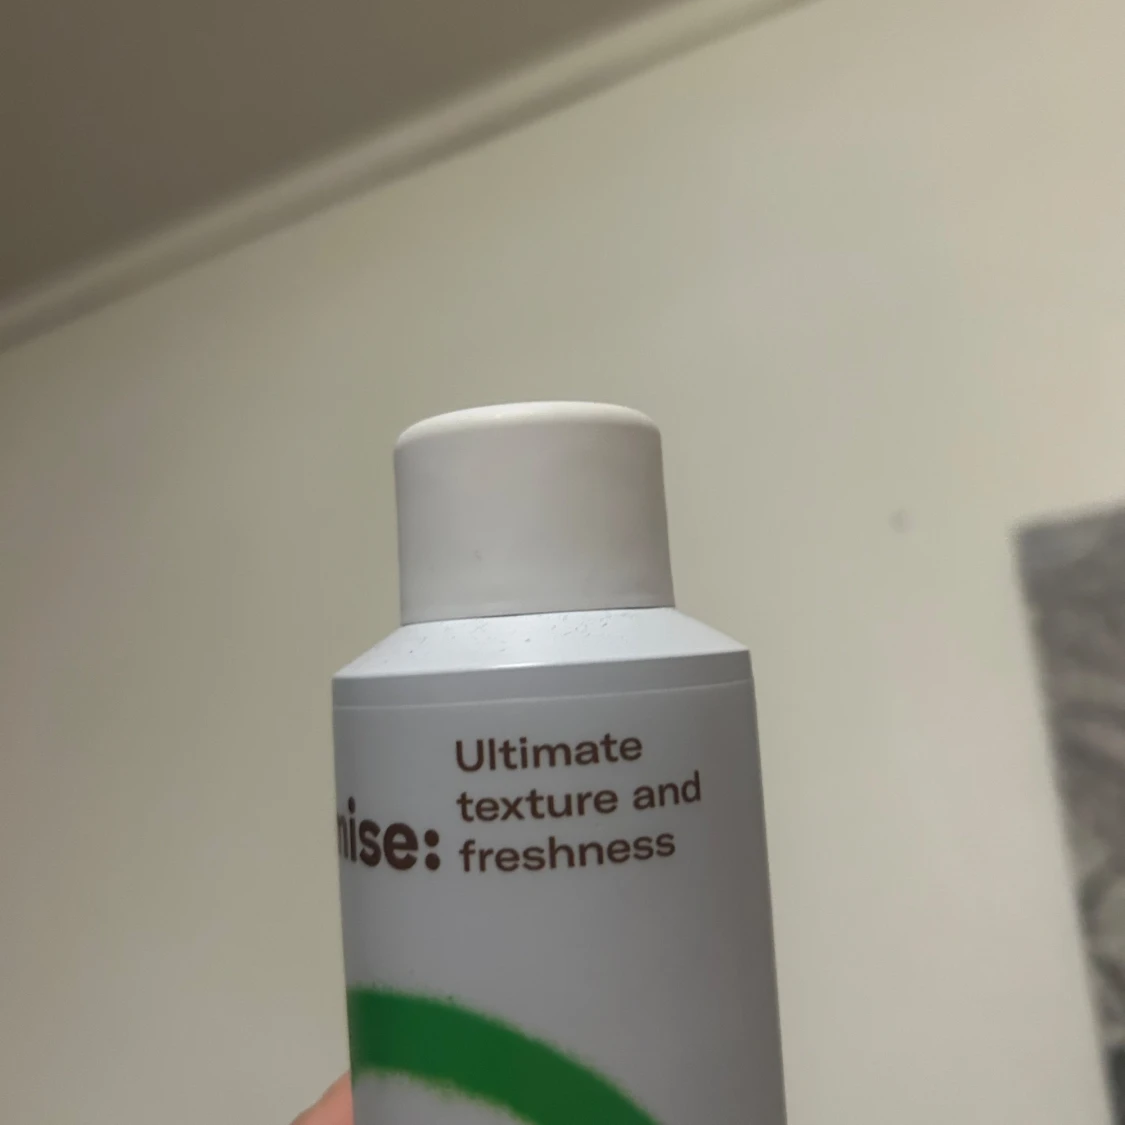 Ultimate
texture and
nise: freshness